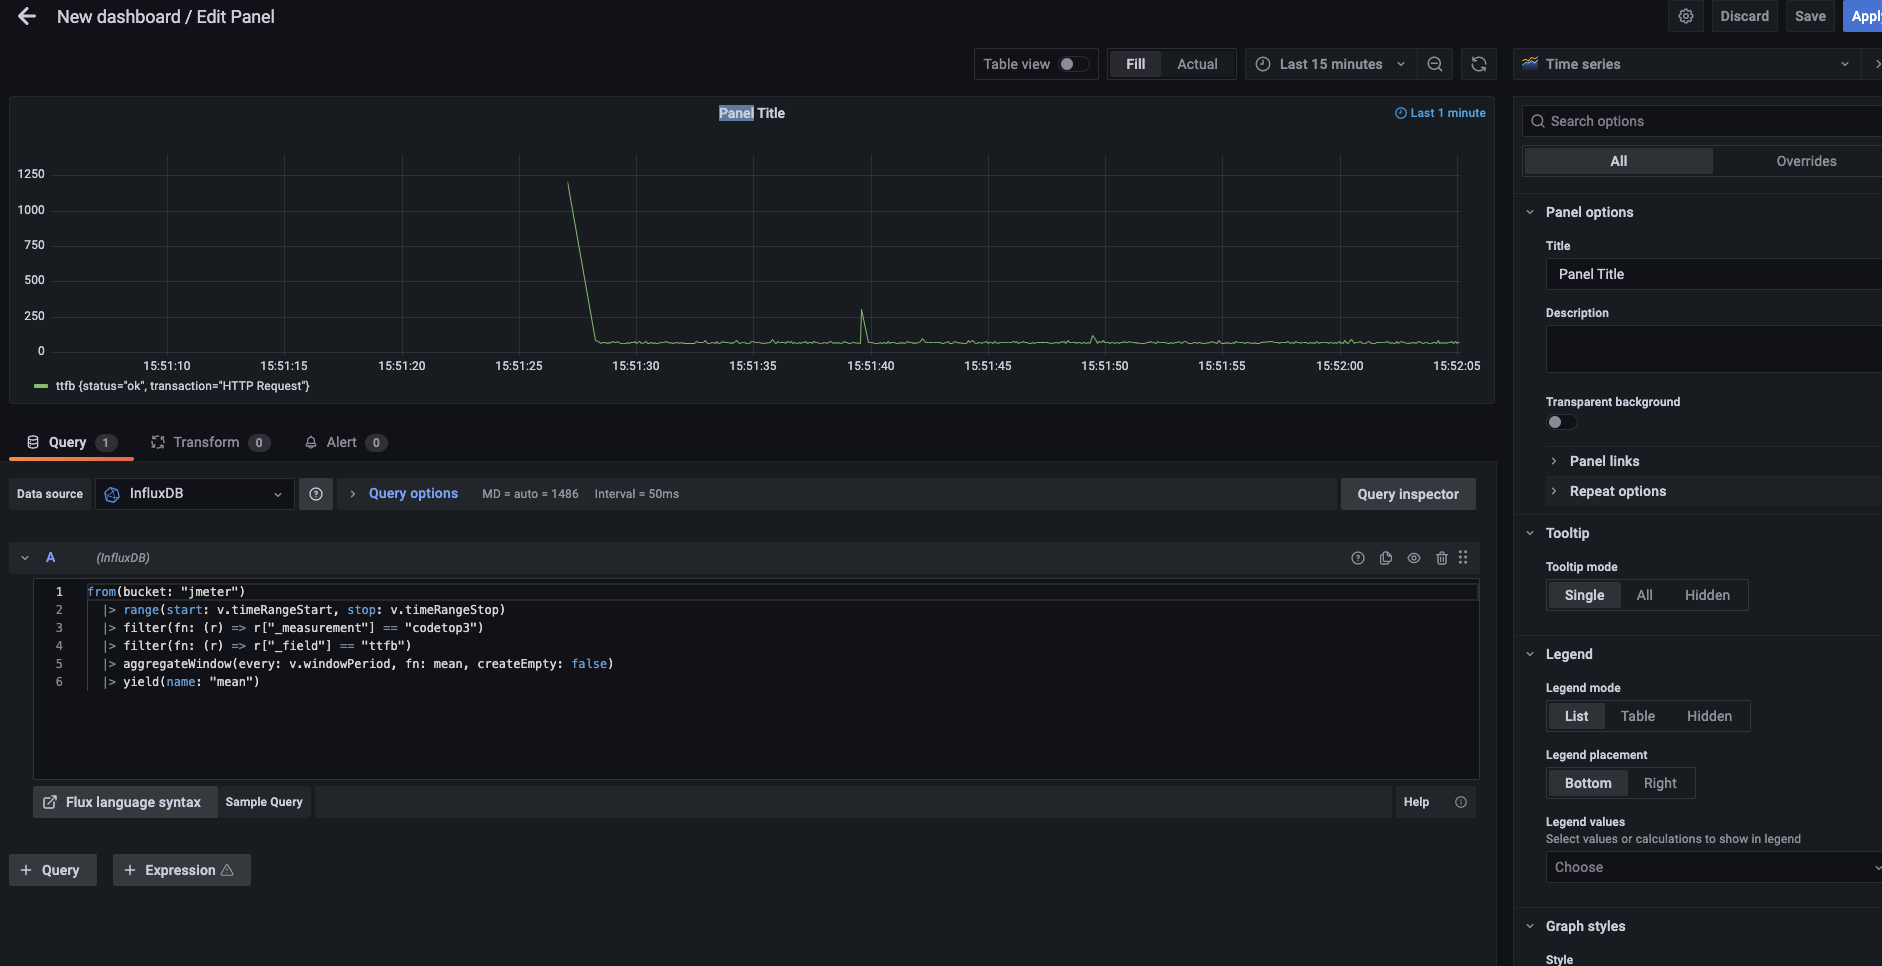 New dashboard / Edit Panel
Discard
Save
Apply
Table view
Fill
Actual
Last 15 minutes
Time series
Panel Title
Last 1 minute
1250
1000
750
500
250
0
15:51:10
15:51:15
15:51:20
15:51:25
15:51:30
15:51:35
15:51:40
15:51:45
15:51:50
15:51:55
15:52:00
15:52:05
ttfb {status="ok", transaction="HTTP Request"}
Query 1
Transform 0
Alert 0
Data source
InfluxDB
Query options
MD = auto = 1486
Interval = 50ms
Query inspector
A
(InfluxDB)
1 from(bucket: "jmeter")
2 |> range(start: v.timeRangeStart, stop: v.timeRangeStop)
3 |> filter(fn: (r) => r["_measurement"] == "codetop3")
4 |> filter(fn: (r) => r["_field"] == "ttfb")
5 |> aggregateWindow(every: v.windowPeriod, fn: mean, createEmpty: false)
6 |> yield(name: "mean")
Flux language syntax
Sample Query
Help
+ Query
+ Expression
Search options
All
Overrides
Panel options
Title
Panel Title
Description
Transparent background
Panel links
Repeat options
Tooltip
Tooltip mode
Single
All
Hidden
Legend
Legend mode
List
Table
Hidden
Legend placement
Bottom
Right
Legend values
Select values or calculations to show in legend
Choose
Graph styles
Style